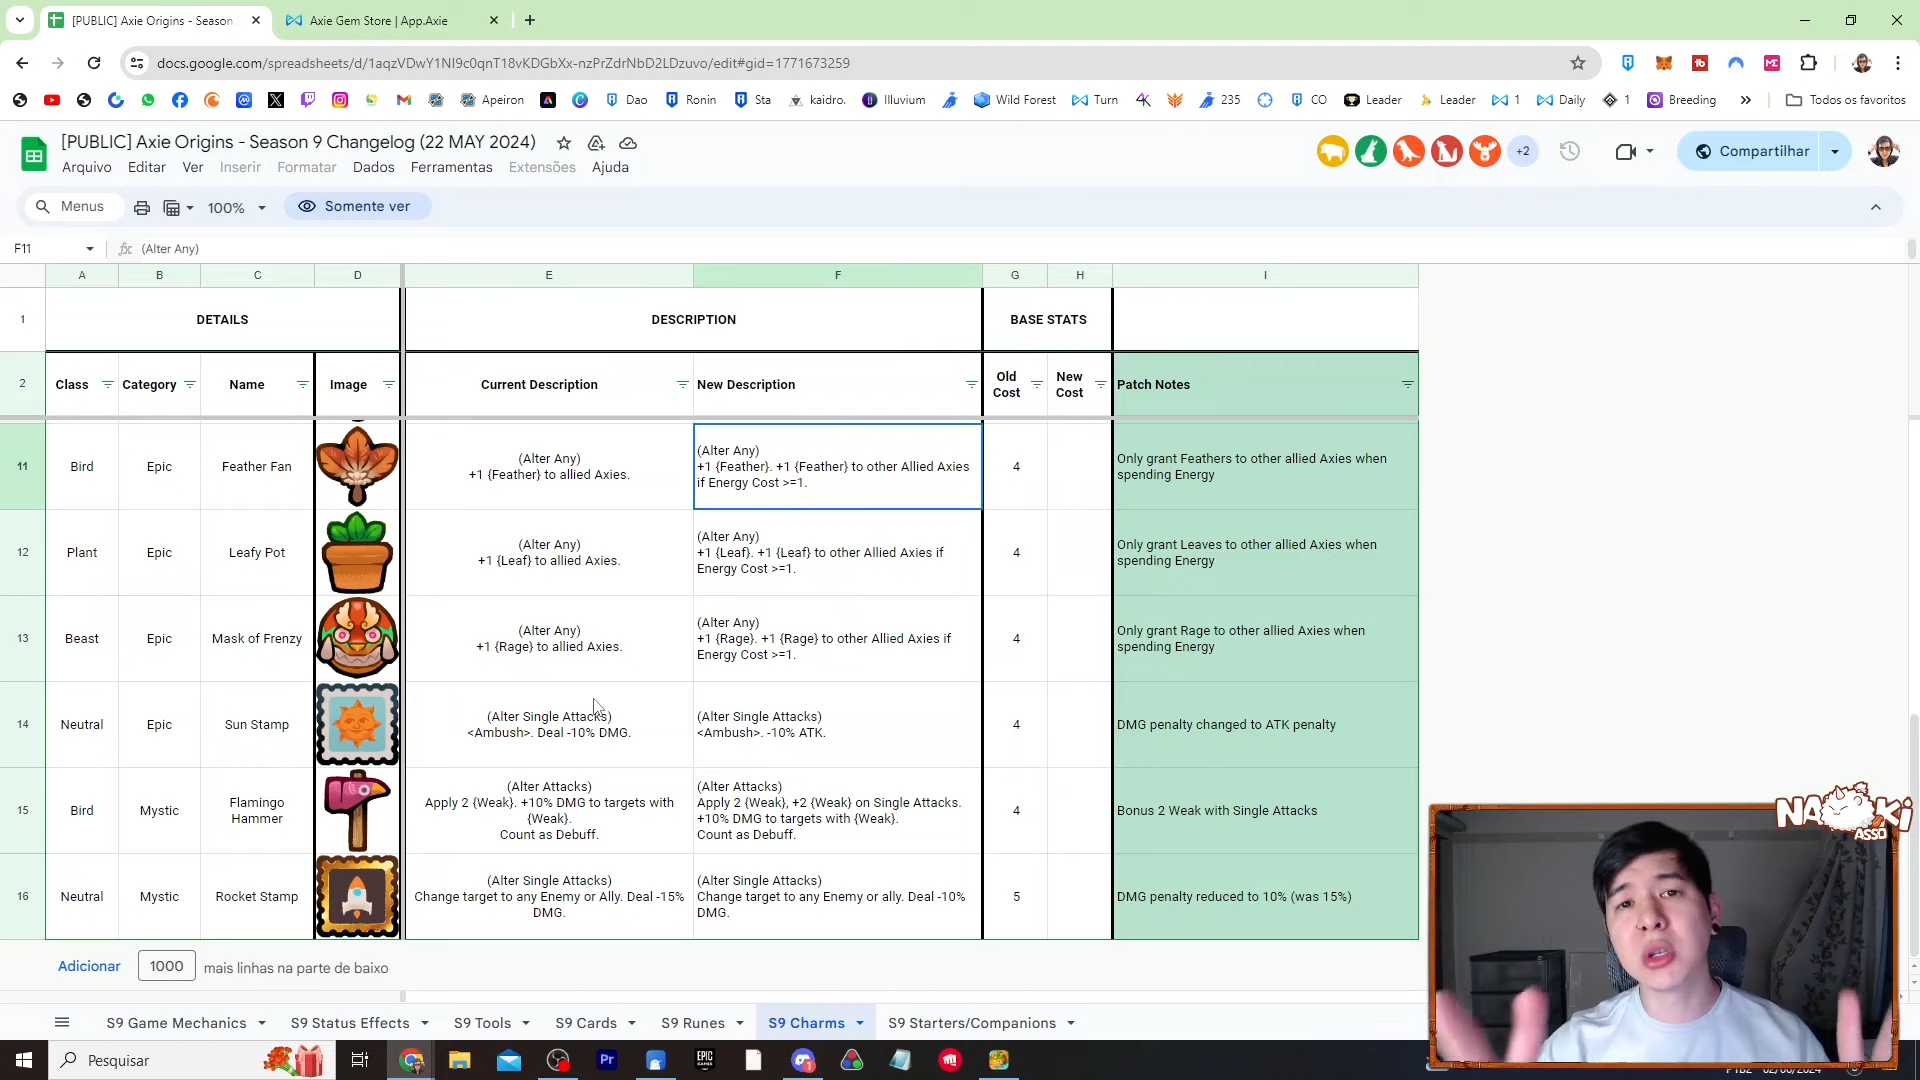 [PUBLIC] Axie Origins - Season
Axie Gem Store | App.Axie
docs.google.com/spreadsheets/d/1aqzVDwY1NI9c0qnT18vKDGbXx-nzPrZdrNbD2LDzuvo/edit#gid=1771673259
Apeiron
Dao
Ronin
Sta
kaidro.
Illuvium
Wild Forest
Turn
235
CO
Leader
Leader
1
Daily
1
Breeding
Todos os favoritos
[PUBLIC] Axie Origins - Season 9 Changelog (22 MAY 2024)
+2
Compartilhar
Arquivo Editar Ver Inserir Formatar Dados Ferramentas Extensões Ajuda
Menus
100%
Somente ver
F11
fx
(Alter Any)
A B C D E F G H I
1
DETAILS
DESCRIPTION
BASE STATS
2
Class
Category
Name
Image
Current Description
New Description
Old
Cost
New
Cost
Patch Notes
11
Bird
Epic
Feather Fan
(Alter Any)
+1 {Feather} to allied Axies.
(Alter Any)
+1 {Feather}. +1 {Feather} to other Allied Axies
if Energy Cost >=1.
4
Only grant Feathers to other allied Axies when
spending Energy
12
Plant
Epic
Leafy Pot
(Alter Any)
+1 {Leaf} to allied Axies.
(Alter Any)
+1 {Leaf}. +1 {Leaf} to other Allied Axies if
Energy Cost >=1.
4
Only grant Leaves to other allied Axies when
spending Energy
13
Beast
Epic
Mask of Frenzy
(Alter Any)
+1 {Rage} to allied Axies.
(Alter Any)
+1 {Rage}. +1 {Rage} to other Allied Axies if
Energy Cost >=1.
4
Only grant Rage to other allied Axies when
spending Energy
14
Neutral
Epic
Sun Stamp
(Alter Single Attacks)
<Ambush>. Deal -10% DMG.
(Alter Single Attacks)
<Ambush>. -10% ATK.
4
DMG penalty changed to ATK penalty
15
Bird
Mystic
Flamingo
Hammer
(Alter Attacks)
Apply 2 {Weak}. +10% DMG to targets with
{Weak}.
Count as Debuff.
(Alter Attacks)
Apply 2 {Weak}, +2 {Weak} on Single Attacks.
+10% DMG to targets with {Weak}.
Count as Debuff.
4
Bonus 2 Weak with Single Attacks
16
Neutral
Mystic
Rocket Stamp
(Alter Single Attacks)
Change target to any Enemy or Ally. Deal -15%
DMG.
(Alter Single Attacks)
Change target to any Enemy or ally. Deal -10%
DMG.
5
DMG penalty reduced to 10% (was 15%)
NAOKI
ASSO
Adicionar
1000
mais linhas na parte de baixo
S9 Game Mechanics
S9 Status Effects
S9 Tools
S9 Cards
S9 Runes
S9 Charms
S9 Starters/Companions
Pesquisar
Pr
EPIC
GAMES
PTB2